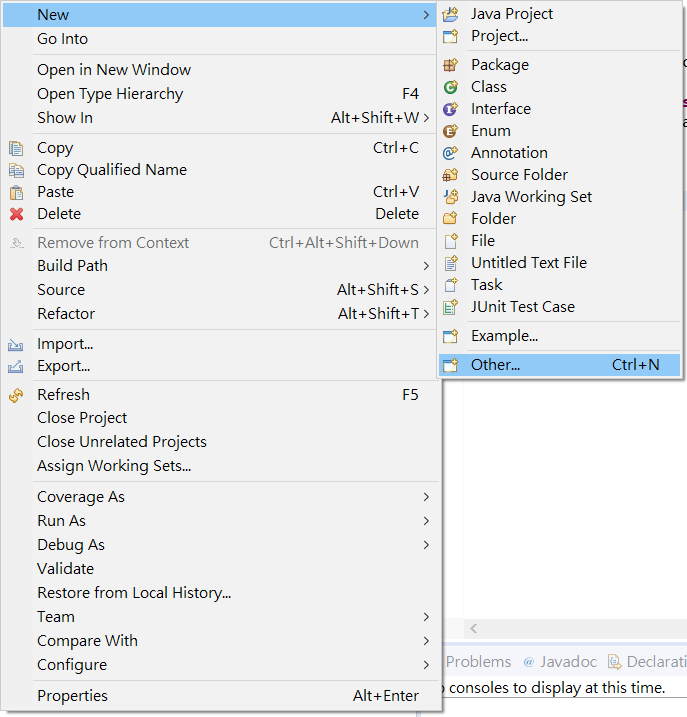 New
Go Into
Open in New Window
Open Type Hierarchy F4
Show In Alt+Shift+W
Copy Ctrl+C
Copy Qualified Name
Paste Ctrl+V
Delete Delete
Remove from Context Ctrl+Alt+Shift+Down
Build Path
Source Alt+Shift+S
Refactor Alt+Shift+T
Import...
Export...
Refresh F5
Close Project
Close Unrelated Projects
Assign Working Sets...
Coverage As
Run As
Debug As
Validate
Restore from Local History...
Team
Compare With
Configure
Properties Alt+Enter
Java Project
Project...
Package
Class
Interface
Enum
Annotation
Source Folder
Java Working Set
Folder
File
Untitled Text File
Task
JUnit Test Case
Example...
Other... Ctrl+N
Problems @ Javadoc Declarati
consoles to display at this time.